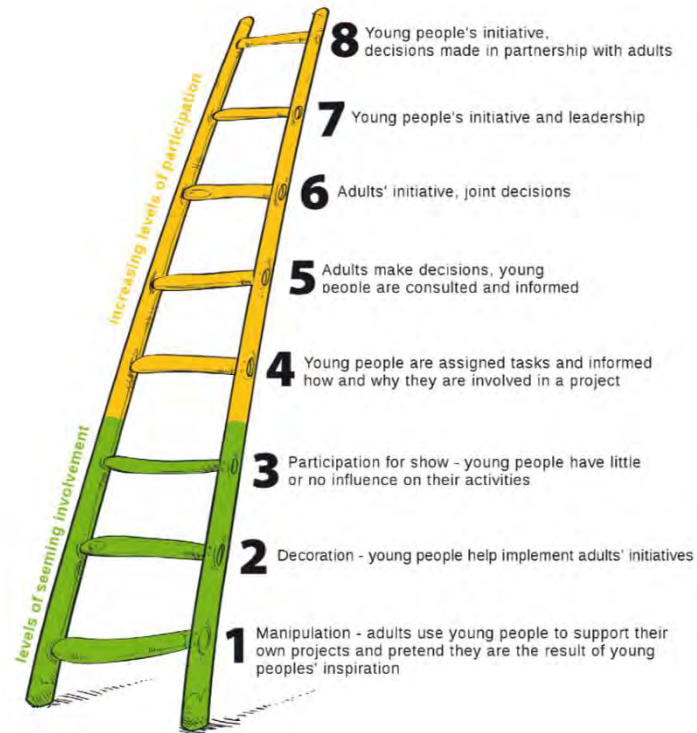 8 Young people's initiative,
decisions made in partnership with adults
7 Young people's initiative and leadership
6 Adults' initiative, joint decisions
5 Adults make decisions, young
people are consulted and informed
4 Young people are assigned tasks and informed
how and why they are involved in a project
3 Participation for show - young people have little
or no influence on their activities
2 Decoration - young people help implement adults' initiatives
1 Manipulation - adults use young people to support their
own projects and pretend they are the result of young
peoples' inspiration
increasing levels of participation
levels of seeming involvement